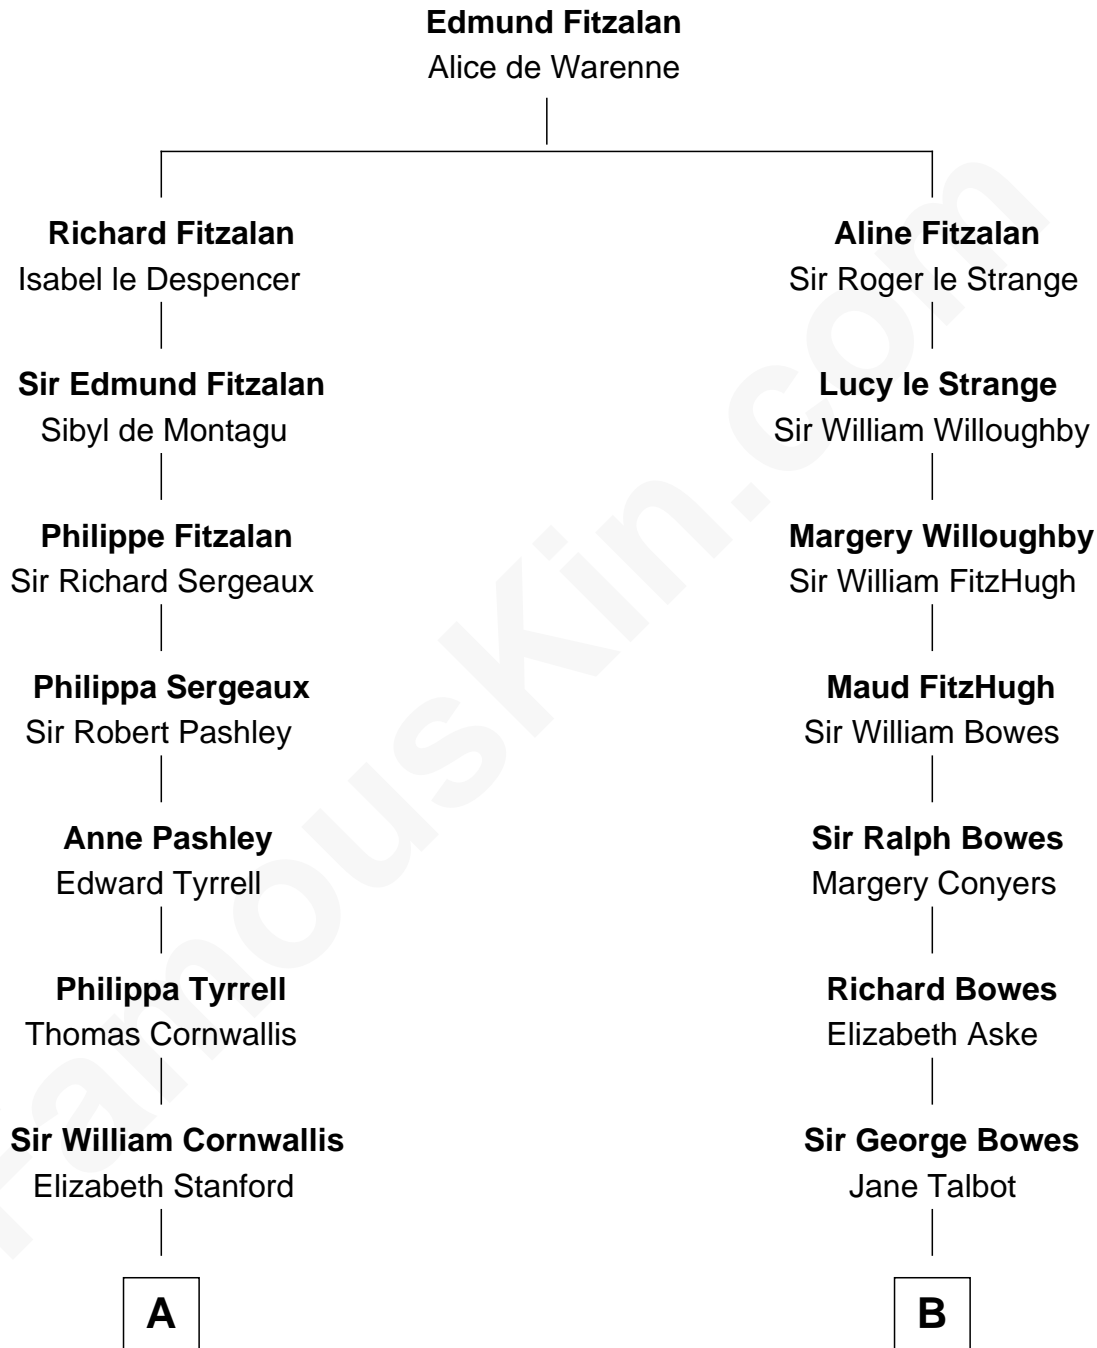 Edmund Fitzalan
Alice de Warenne
Richard Fitzalan
Isabel le Despencer
Aline Fitzalan
Sir Roger le Strange
Sir Edmund Fitzalan
Sibyl de Montagu
Lucy le Strange
Sir William Willoughby
Philippe Fitzalan
Sir Richard Sergeaux
Margery Willoughby
Sir William FitzHugh
Philippa Sergeaux
Sir Robert Pashley
Maud FitzHugh
Sir William Bowes
Anne Pashley
Edward Tyrrell
Sir Ralph Bowes
Margery Conyers
Philippa Tyrrell
Thomas Cornwallis
Richard Bowes
Elizabeth Aske
Sir William Cornwallis
Elizabeth Stanford
Sir George Bowes
Jane Talbot
A
B
FamousKin.com